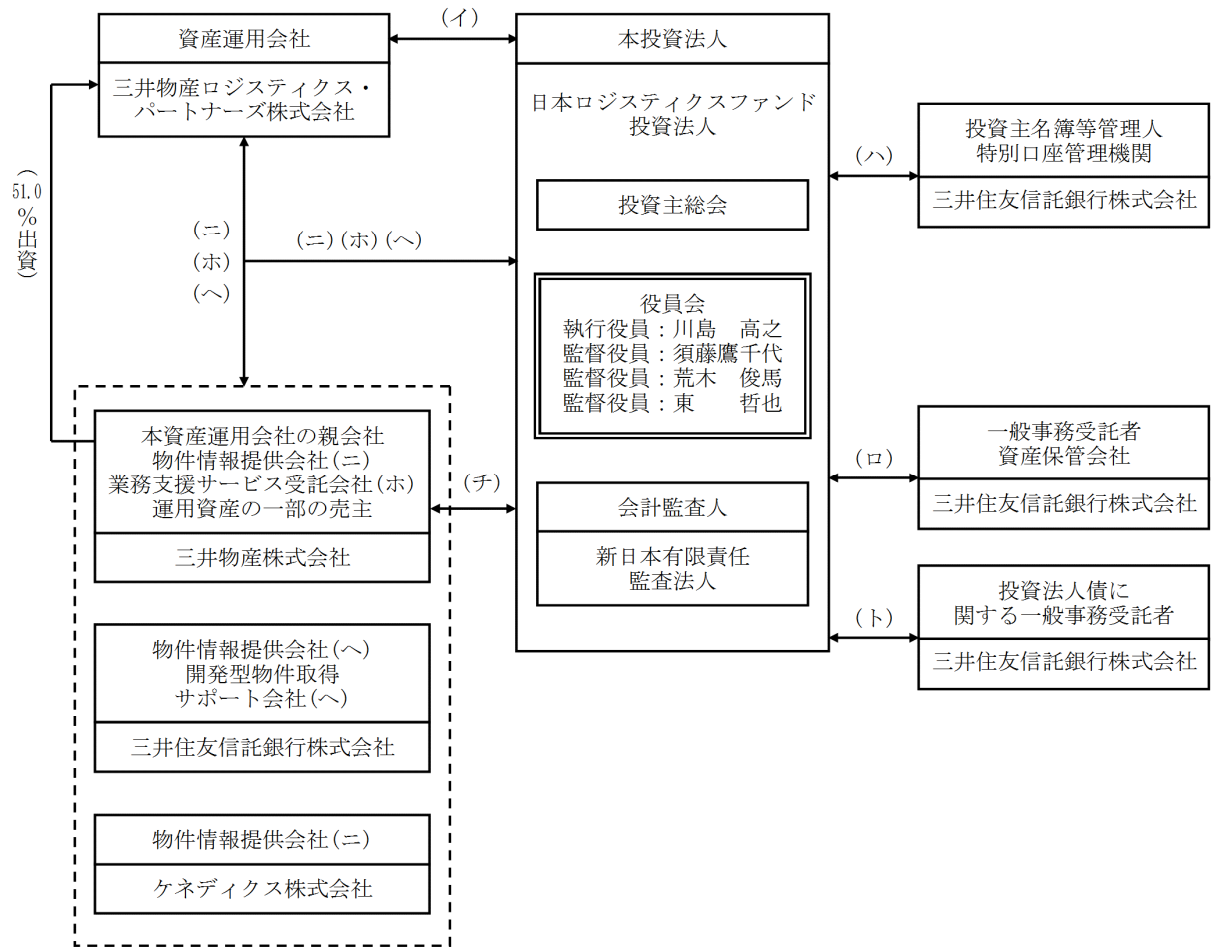 資産運用会社
三井物産ロジスティクス・
パートナーズ株式会社
(イ)
本投資法人
日本ロジスティクスファンド
投資法人
投資主総会
役員会
執行役員：川島　高之
監督役員：須藤鷹千代
監督役員：荒木　俊馬
監督役員：東　　哲也
会計監査人
新日本有限責任
監査法人
(ハ)
投資主名簿等管理人
特別口座管理機関
三井住友信託銀行株式会社
(51.0%出資)
(ニ)
(ホ)
(ヘ)
(ニ)(ホ)(ヘ)
本資産運用会社の親会社
物件情報提供会社(ニ)
業務支援サービス受託会社(ホ)
運用資産の一部の売主
三井物産株式会社
(チ)
(ロ)
一般事務受託者
資産保管会社
三井住友信託銀行株式会社
(ト)
投資法人債に
関する一般事務受託者
三井住友信託銀行株式会社
物件情報提供会社(ヘ)
開発型物件取得
サポート会社(ヘ)
三井住友信託銀行株式会社
物件情報提供会社(ニ)
ケネディクス株式会社